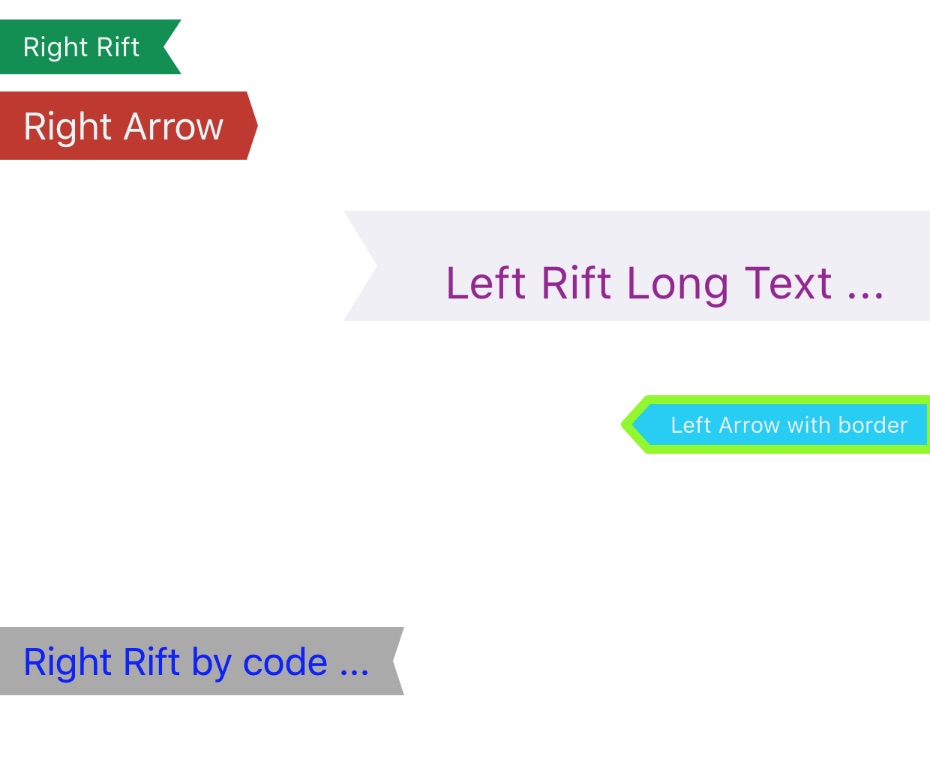 Right Rift
Right Arrow
Left Rift Long Text ...
Left Arrow with border
Right Rift by code ...